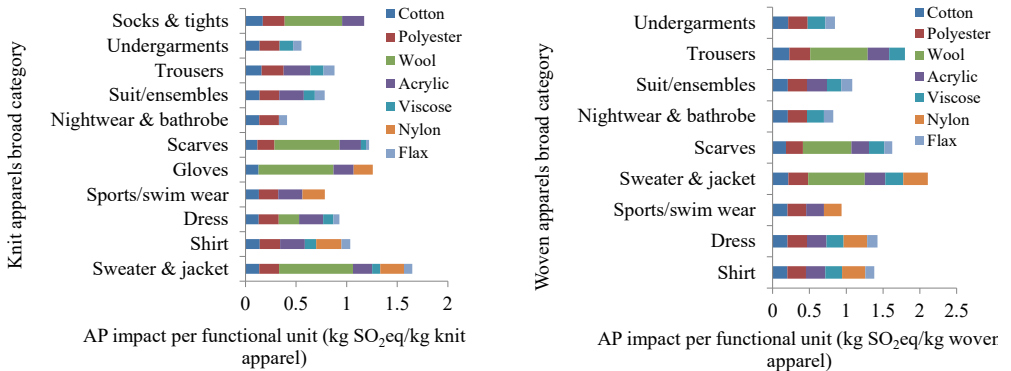 Knit apparels broad category
Socks & tights
Undergarments
Trousers
Suit/ensembles
Nightwear & bathrobe
Scarves
Gloves
Sports/swim wear
Dress
Shirt
Sweater & jacket
0 0.5 1 1.5 2
AP impact per functional unit (kg SO₂eq/kg knit
apparel)
Cotton
Polyester
Wool
Acrylic
Viscose
Nylon
Flax
Woven apparels broad category
Undergarments
Trousers
Suit/ensembles
Nightwear & bathrobe
Scarves
Sweater & jacket
Sports/swim wear
Dress
Shirt
0 0.5 1 1.5 2 2.5
AP impact per functional unit (kg SO₂eq/kg woven
apparel)
Cotton
Polyester
Wool
Acrylic
Viscose
Nylon
Flax